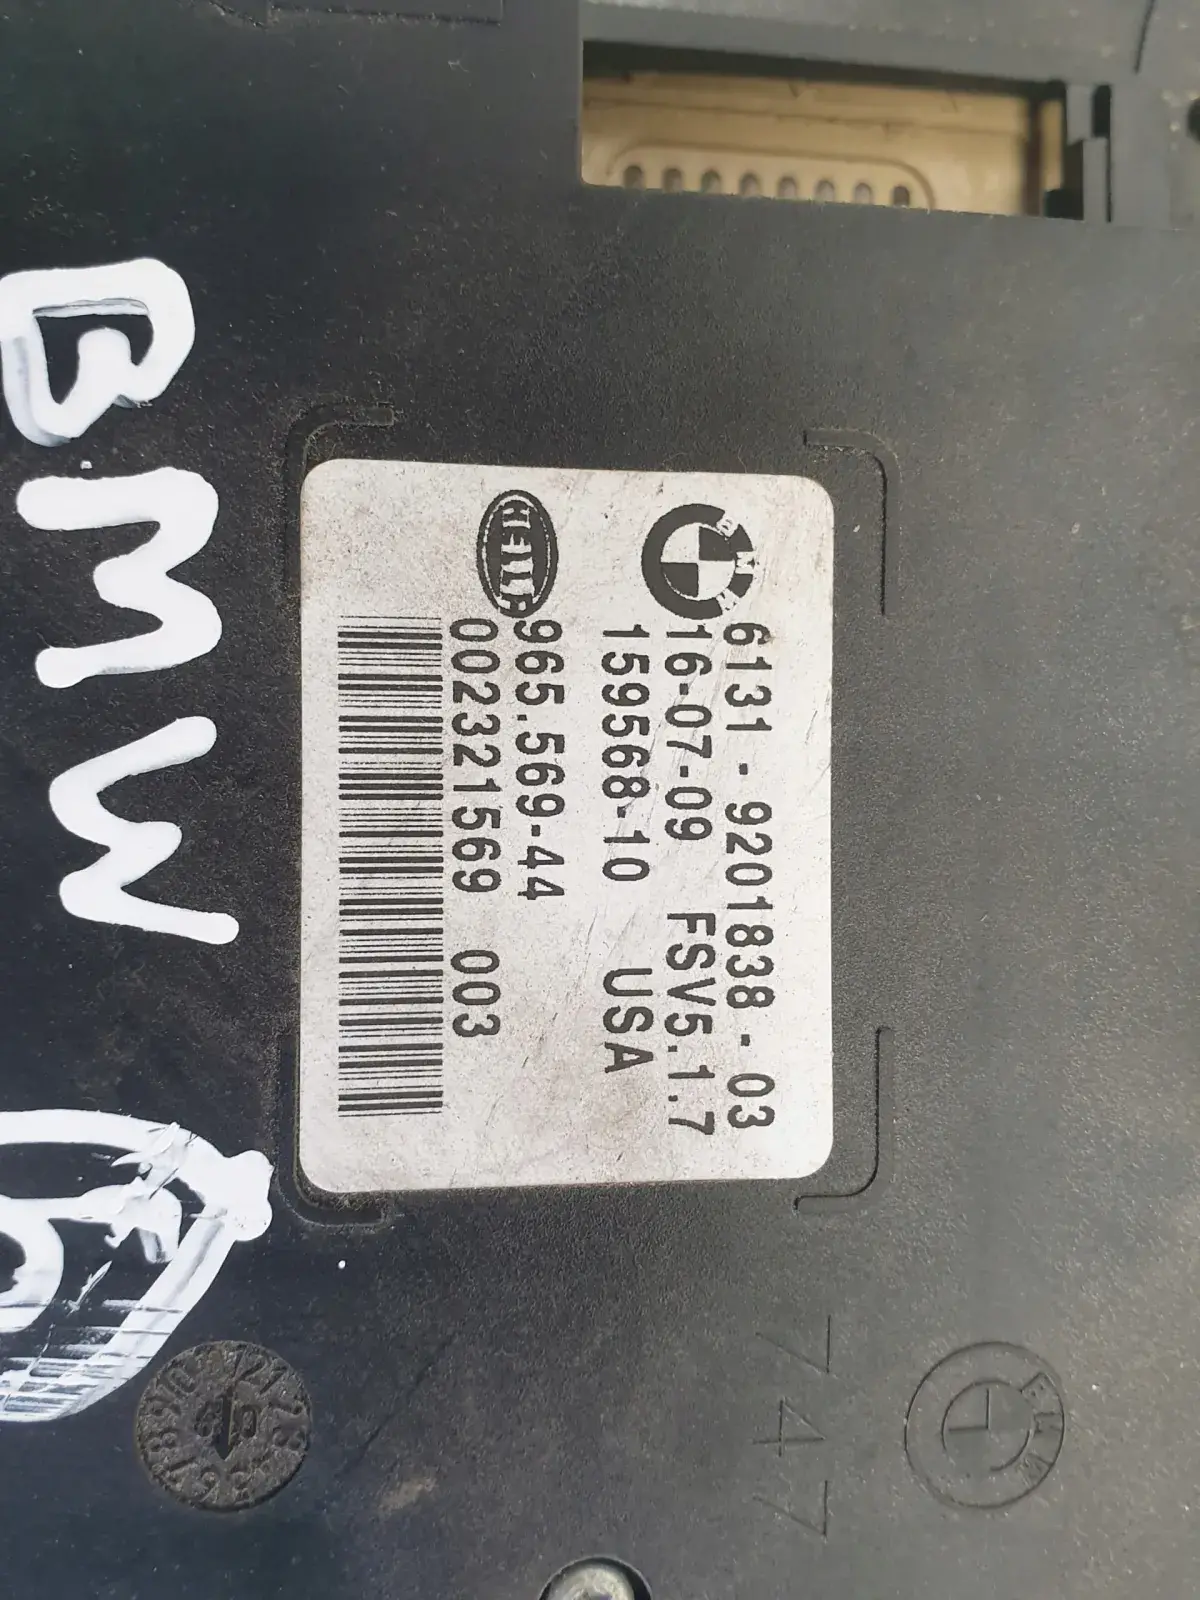 BMW
BMW
6131 - 9201838 - 03
16-07-09 FSV5.1.7
159568-10 USA
HELLA
965.569-44
002321569 003
747